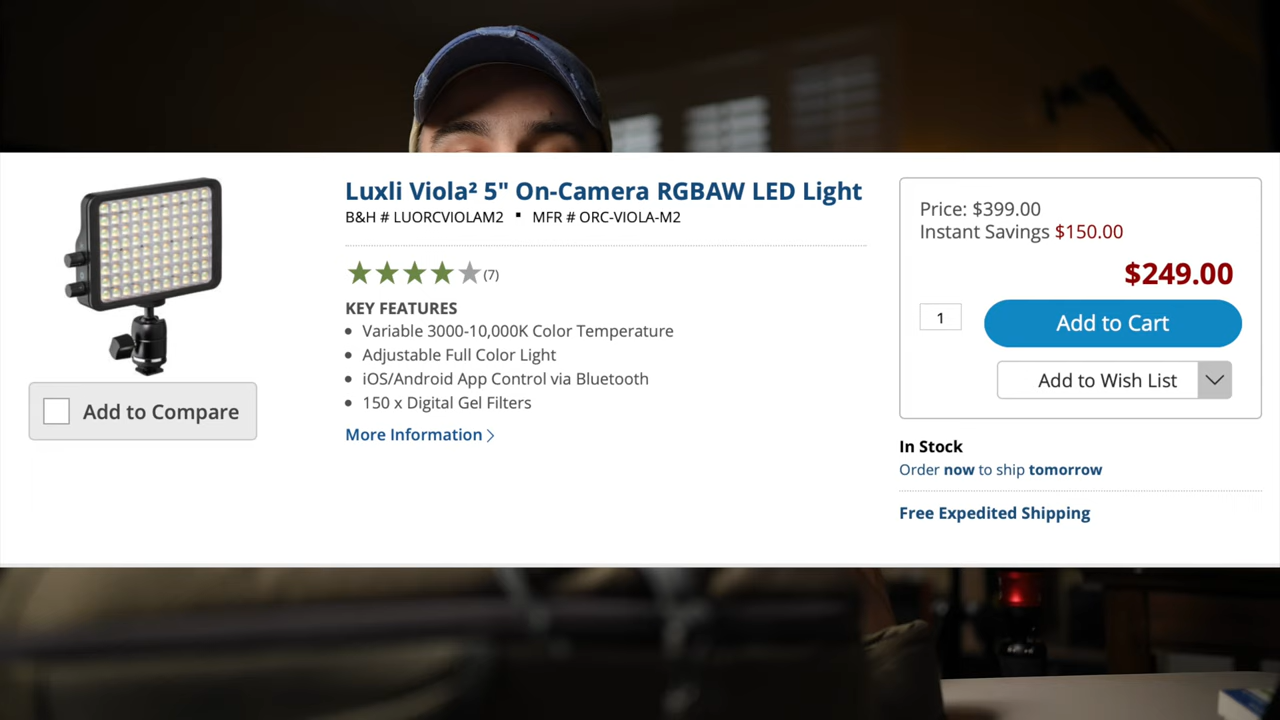 Luxli Viola² 5" On-Camera RGBAW LED Light
B&H # LUORCVIOLAM2 ▪ MFR # ORC-VIOLA-M2
(7)
KEY FEATURES
• Variable 3000-10,000K Color Temperature
• Adjustable Full Color Light
• iOS/Android App Control via Bluetooth
• 150 x Digital Gel Filters
More Information
Add to Compare
Price: $399.00
Instant Savings $150.00
$249.00
1
Add to Cart
Add to Wish List
In Stock
Order now to ship tomorrow
Free Expedited Shipping